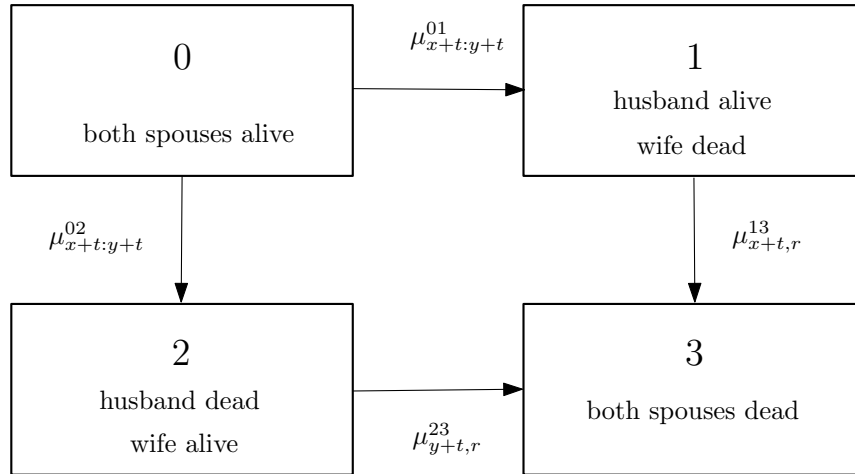 0
both spouses alive
μ^{01}_{x+t:y+t}
1
husband alive
wife dead
μ^{02}_{x+t:y+t}
μ^{13}_{x+t,r}
2
husband dead
wife alive
μ^{23}_{y+t,r}
3
both spouses dead